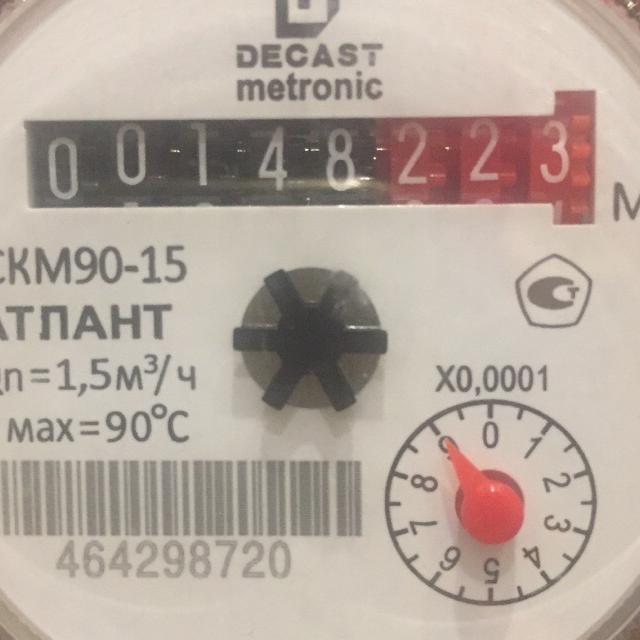 DECAST
metronic
0 0 1 4 8 2 2 3
М
СКМ90-15
АТЛАНТ
qn=1,5м³/ч
max=90°C
X0,0001
0 1 2 3 4 5 6 7 8 9
464298720